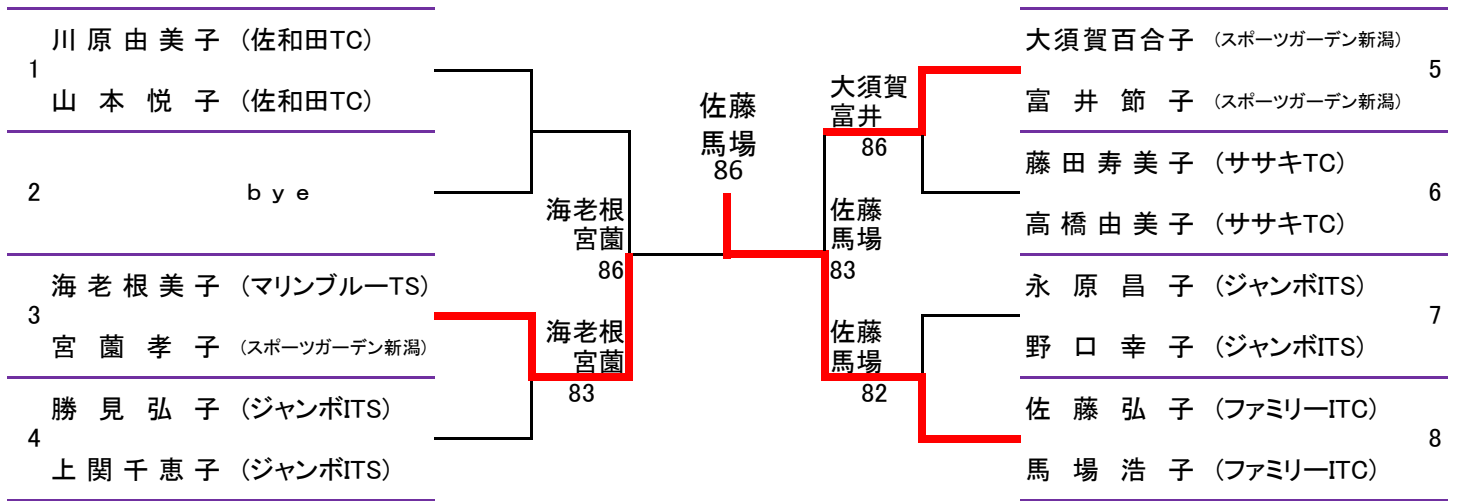 1
川原由美子 (佐和田TC)
山本悦子 (佐和田TC)
2
bye
3
海老根美子 (マリンブルーTS)
宮薗孝子 (スポーツガーデン新潟)
4
勝見弘子 (ジャンボITS)
上関千恵子 (ジャンボITS)
海老根
宮薗
86
海老根
宮薗
83
佐藤
馬場
86
大須賀
富井
86
佐藤
馬場
83
佐藤
馬場
82
大須賀百合子 (スポーツガーデン新潟)
富井節子 (スポーツガーデン新潟)
5
藤田寿美子 (ササキTC)
高橋由美子 (ササキTC)
6
永原昌子 (ジャンボITS)
野口幸子 (ジャンボITS)
7
佐藤弘子 (ファミリーITC)
馬場浩子 (ファミリーITC)
8